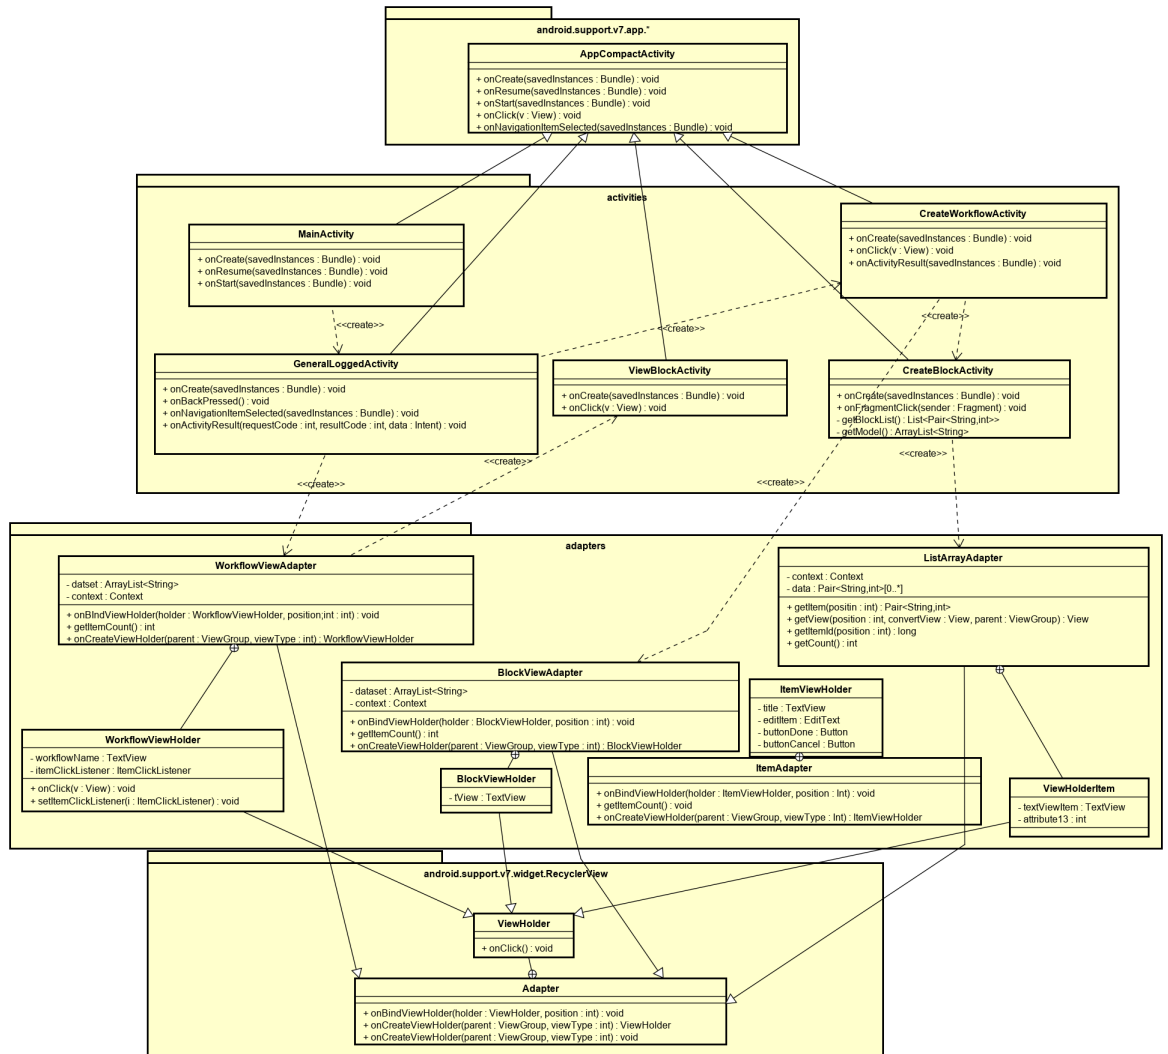 android.support.v7.app.*
AppCompactActivity
+ onCreate(savedInstances : Bundle) : void
+ onResume(savedInstances : Bundle) : void
+ onStart(savedInstances : Bundle) : void
+ onClick(v : View) : void
+ onNavigationItemSelected(savedInstances : Bundle) : void
activities
MainActivity
+ onCreate(savedInstances : Bundle) : void
+ onResume(savedInstances : Bundle) : void
+ onStart(savedInstances : Bundle) : void
CreateWorkflowActivity
+ onCreate(savedInstances : Bundle) : void
+ onClick(v : View) : void
+ onActivityResult(savedInstances : Bundle) : void
<<create>>
<<create>>
<<create>>
GeneralLoggedActivity
+ onCreate(savedInstances : Bundle) : void
+ onBackPressed() : void
+ onNavigationItemSelected(savedInstances : Bundle) : void
+ onActivityResult(requestCode : int, resultCode : int, data : Intent) : void
ViewBlockActivity
+ onCreate(savedInstances : Bundle) : void
+ onClick(v : View) : void
CreateBlockActivity
+ onCreate(savedInstances : Bundle) : void
+ onFragmentClick(sender : Fragment) : void
- getBlockList() : List<Pair<String,int>>
- getModel() : ArrayList<String>
<<create>>
<<create>>
<<create>>
<<create>>
adapters
WorkflowViewAdapter
- datset : ArrayList<String>
- context : Context
+ onBIndViewHolder(holder : WorkflowViewHolder, position;int : int) : void
+ getItemCount() : int
+ onCreateViewHolder(parent : ViewGroup, viewType : int) : WorkflowViewHolder
ListArrayAdapter
- context : Context
- data : Pair<String,int>[0..*]
+ getItem(positin : int) : Pair<String,int>
+ getView(position : int, convertView : View, parent : ViewGroup) : View
+ getItemId(position : int) : long
+ getCount() : int
BlockViewAdapter
- dataset : ArrayList<String>
- context : Context
+ onBindViewHolder(holder : BlockViewHolder, position : int) : void
+ getItemCount() : int
+ onCreateViewHolder(parent : ViewGroup, viewType : int) : BlockViewHolder
ItemViewHolder
- title : TextView
- editItem : EditText
- buttonDone : Button
- buttonCancel : Button
WorkflowViewHolder
- workflowName : TextView
- itemClickListener : ItemClickListener
+ onClick(v : View) : void
+ setItemClickListener(i : ItemClickListener) : void
BlockViewHolder
- tView : TextView
ItemAdapter
+ onBindViewHolder(holder : ItemViewHolder, position : Int) : void
+ getItemCount() : void
+ onCreateViewHolder(parent : ViewGroup, viewType : Int) : ItemViewHolder
ViewHolderItem
- textViewItem : TextView
- attribute13 : int
android.support.v7.widget.RecyclerView
ViewHolder
+ onClick() : void
Adapter
+ onBindViewHolder(holder : ViewHolder, position : int) : void
+ onCreateViewHolder(parent : ViewGroup, viewType : int) : ViewHolder
+ onCreateViewHolder(parent : ViewGroup, viewType : int) : void